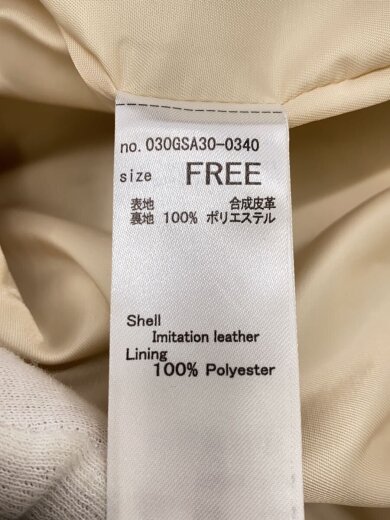 no. 030GSA30-0340
size FREE
表地 合成皮革
裏地 100% ポリエステル
Shell
Imitation leather
Lining
100% Polyester